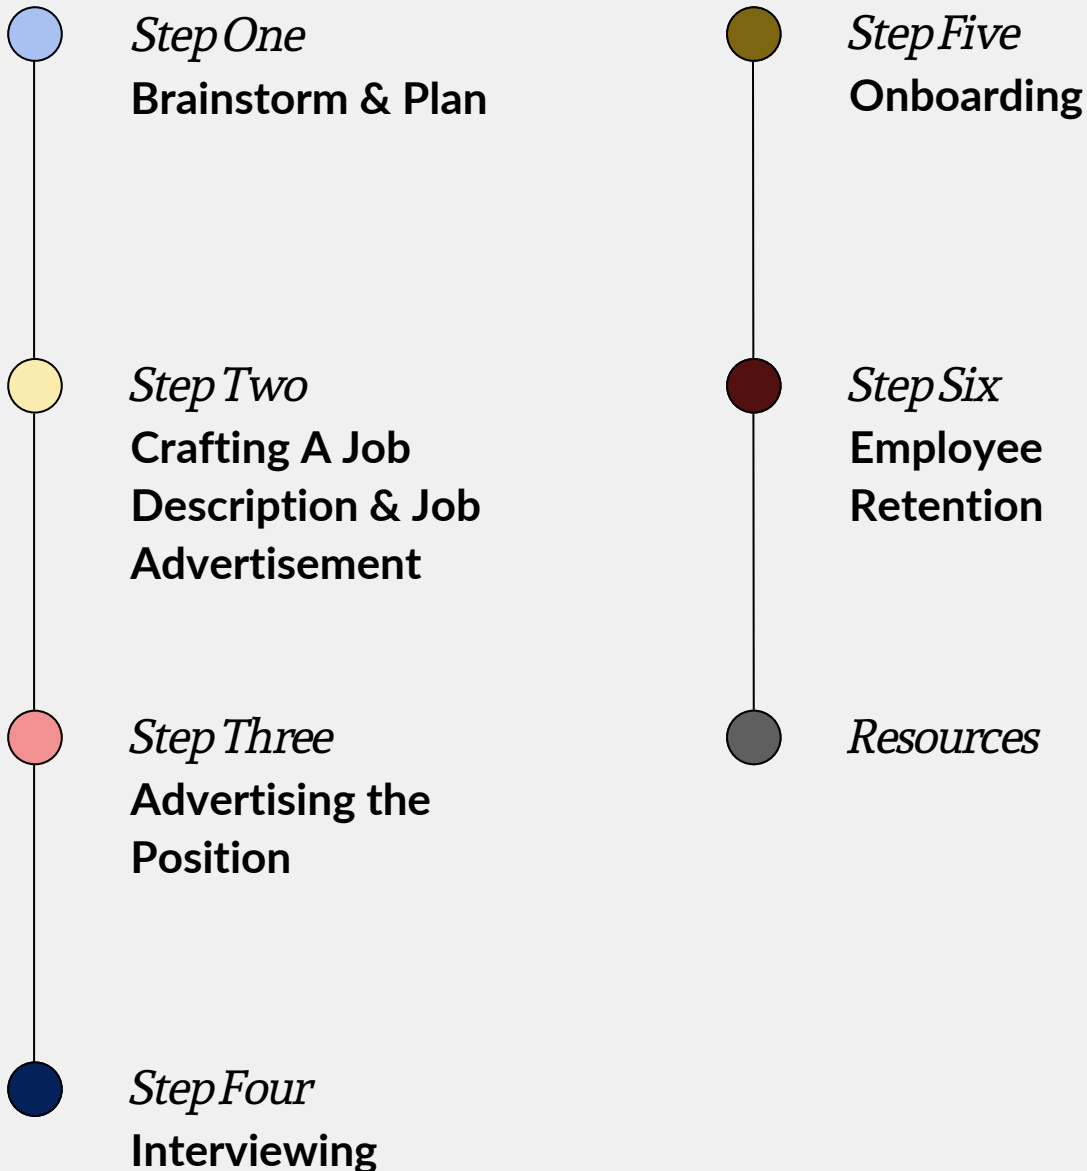 Step One
Brainstorm & Plan
Step Two
Crafting A Job
Description & Job
Advertisement
Step Three
Advertising the
Position
Step Four
Interviewing
Step Five
Onboarding
Step Six
Employee
Retention
Resources